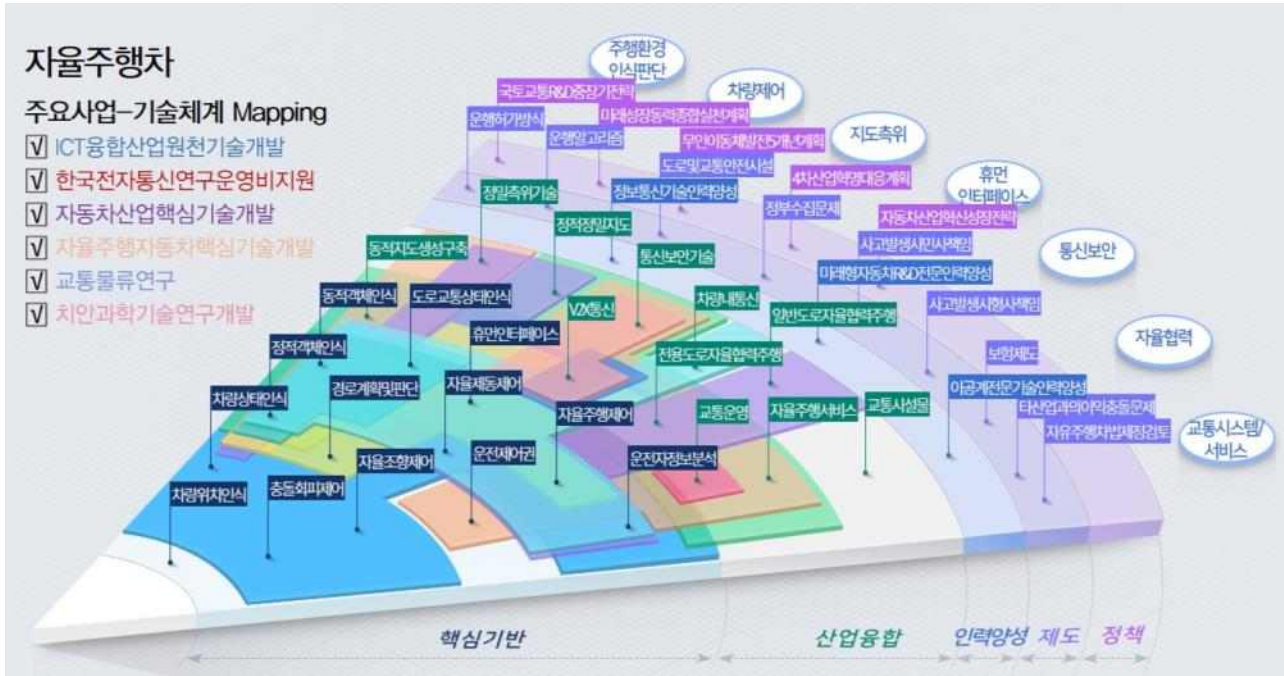 자율주행차
주요사업-기술체계 Mapping
√ ICT융합산업원천기술개발
√ 한국전자통신연구운영비지원
√ 자동차산업핵심기술개발
√ 자율주행자동차핵심기술개발
√ 교통물류연구
√ 치안과학기술연구개발
주행환경
인식판단
차량제어
지도측위
휴먼
인터페이스
통신보안
자율협력
교통시스템/
서비스
국토교통R&D중장기전략
미래성장동력종합실천계획
무인이동체발전5개년계획
4차산업혁명대응계획
자동차산업혁신성장전략
운행허가방식
운행알고리즘
도로및교통안전시설
정부수집문제
사고발생시민사책임
사고발생시형사책임
보험제도
타산업과의이익충돌문제
자유주행차법제정검토
정보통신기술인력양성
미래형자동차R&D전문인력양성
이공계전문기술인력양성
정밀측위기술
정적정밀지도
동적지도생성구축
통신보안기술
V2X통신
차량내통신
일반도로자율협력주행
전용도로자율협력주행
교통운영
자율주행서비스
교통시설물
동적객체인식
도로교통상태인식
정적객체인식
휴먼인터페이스
차량상태인식
경로계획및판단
자율제동제어
자율주행제어
자율조향제어
운전제어권
운전자정보분석
차량위치인식
충돌회피제어
핵심기반
산업융합
인력양성
제도
정책